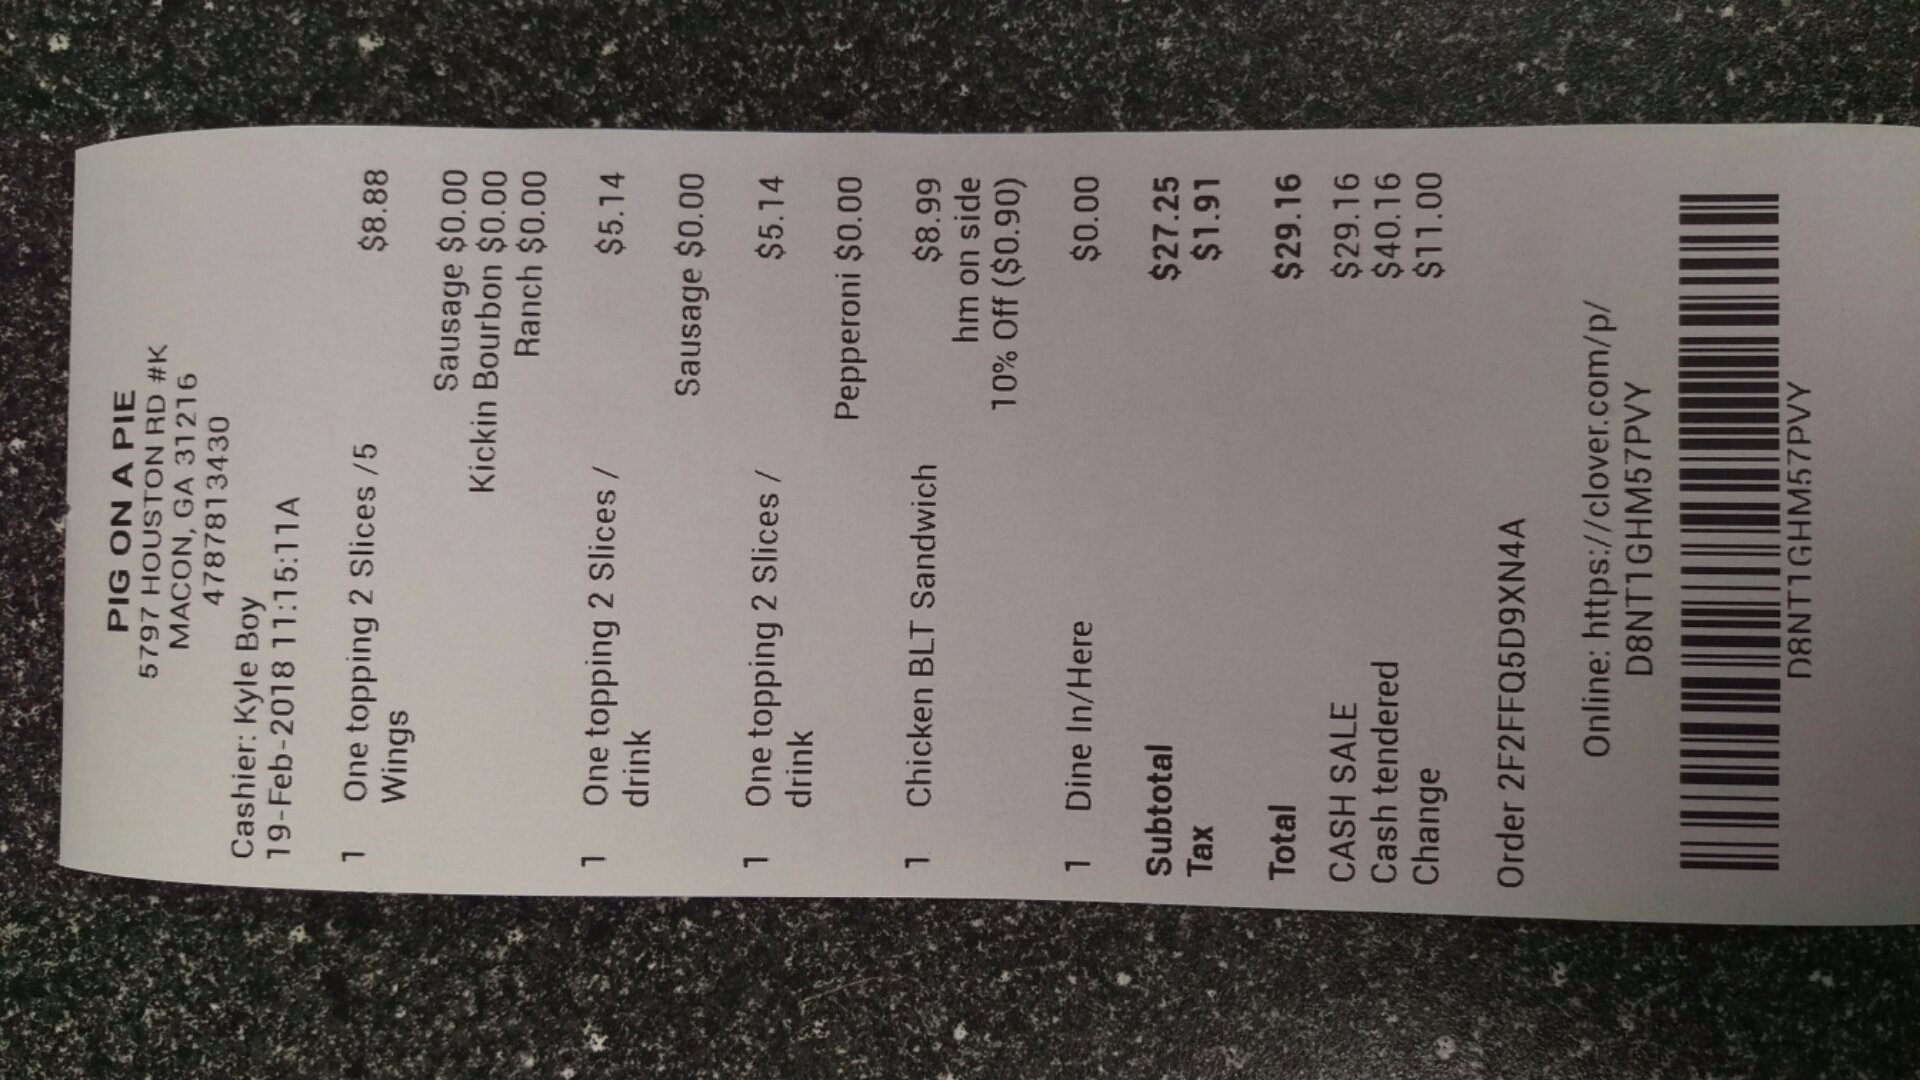 PIG ON A PIE
5797 HOUSTON RD #K
MACON, GA 31216
4787813430
Cashier: Kyle Boy
19-Feb-2018 11:15:11A
1 One topping 2 Slices /5 $8.88
Wings
Sausage $0.00
Kickin Bourbon $0.00
Ranch $0.00
1 One topping 2 Slices / $5.14
drink
Sausage $0.00
1 One topping 2 Slices / $5.14
drink
Pepperoni $0.00
1 Chicken BLT Sandwich $8.99
hm on side
10% Off ($0.90)
1 Dine In/Here $0.00
Subtotal $27.25
Tax $1.91
Total $29.16
CASH SALE $29.16
Cash tendered $40.16
Change $11.00
Order 2F2FFQ5D9XN4A
Online: https://clover.com/p/
D8NT1GHM57PVY
D8NT1GHM57PVY